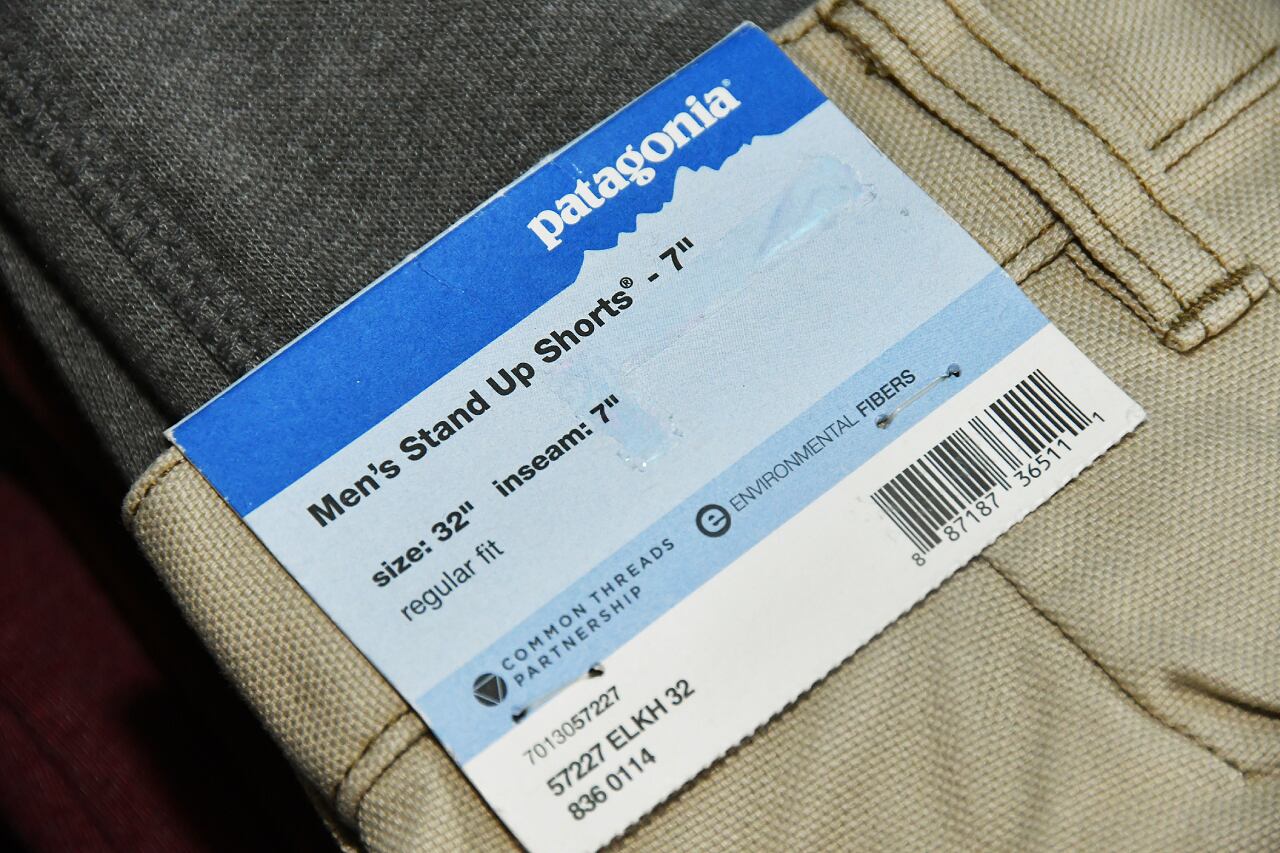 patagonia®
Men's Stand Up Shorts® - 7"
size: 32" inseam: 7"
regular fit
COMMON THREADS
PARTNERSHIP
e ENVIRONMENTAL FIBERS
7013057227
57227 ELKH 32
836 0114
8 87187 36511 1